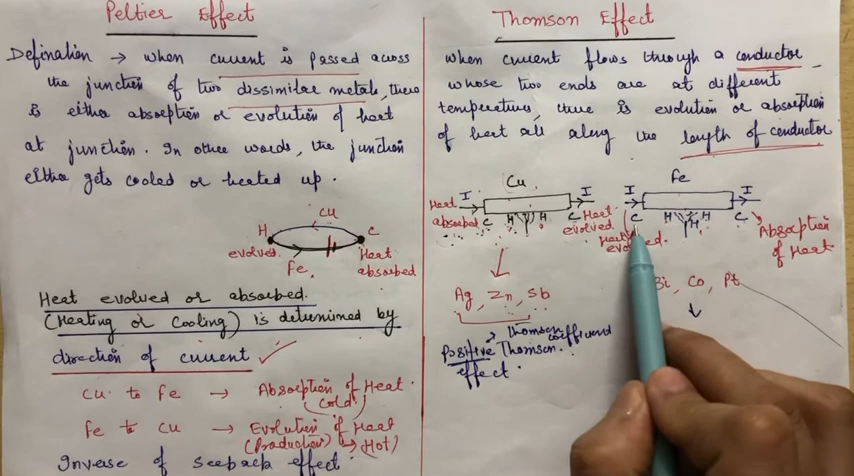 Peltier Effect
Defination → when current is passed across
the junction of two dissimilar metals, there
is either absorption or evolution of heat
at junction. In other words, the junction
either gets cooled or heated up.
Cu
H C
evolved Heat
absorbed
Fe
Heat evolved or absorbed
(Heating or Cooling) is determined by
direction of current ✓
Cu to Fe → Absorption of Heat
(Cold)
Fe to Cu → Evolution of Heat
(Production) → Hot)
Inverse of Seeback effect
Thomson Effect
when current flows through a conductor
whose two ends are at different
temperatures, there is evolution or absorption
of heat all along the length of conductor
Cu Fe
I I I I
Heat
absorbed
C H H C C H H C
H
Heat
evolved.
Heat
evolved.
Absorption
of Heat
Ag, Zn, Sb
Bi, Co, Pt
↓
→ Thomson coefficient
Positive Thomson
effect.